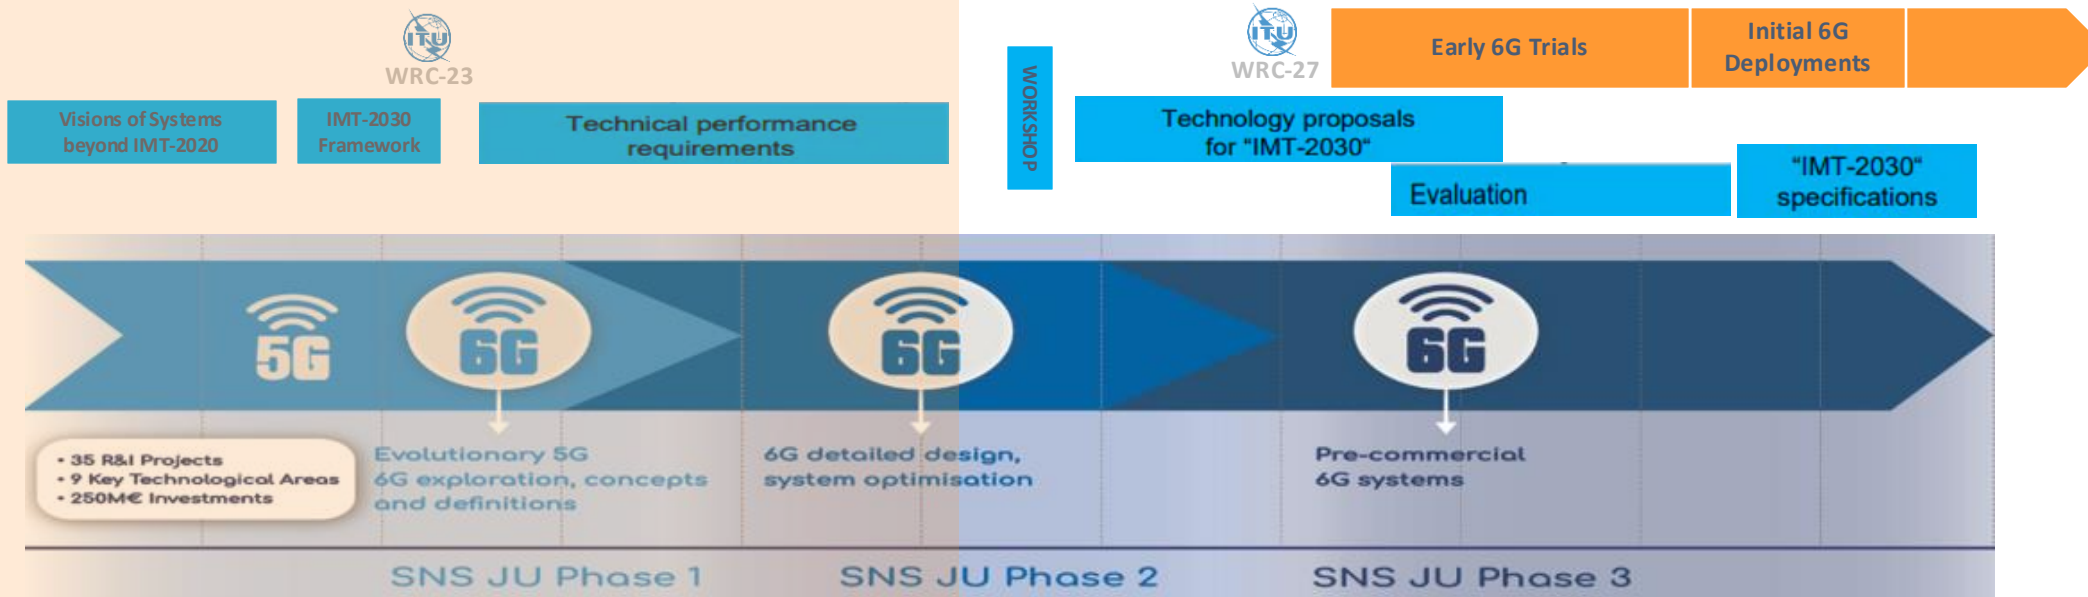 ITU
WRC-23
ITU
WRC-27
Early 6G Trials
Initial 6G
Deployments
WORKSHOP
Visions of Systems
beyond IMT-2020
IMT-2030
Framework
Technical performance
requirements
Technology proposals
for “IMT-2030“
Evaluation
“IMT-2030“
specifications
5G
6G
6G
6G
• 35 R&I Projects
• 9 Key Technological Areas
• 250M€ Investments
Evolutionary 5G
6G exploration, concepts
and definitions
6G detailed design,
system optimisation
Pre-commercial
6G systems
SNS JU Phase 1
SNS JU Phase 2
SNS JU Phase 3